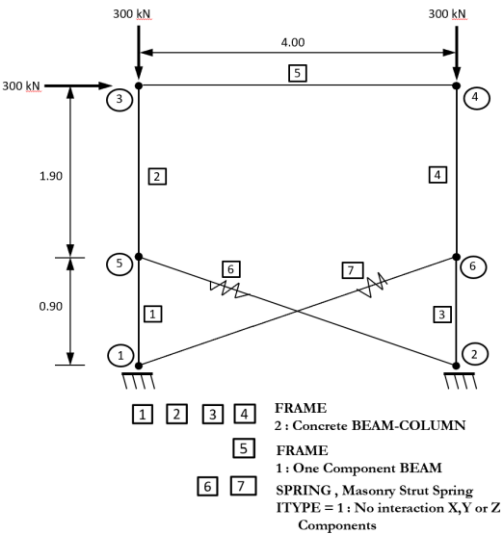 300 kN
300 kN
4.00
5
300 kN
3
4
1.90
2
4
5
6
7
6
0.90
1
3
1
2
1 2 3 4 FRAME
2 : Concrete BEAM-COLUMN
5 FRAME
1 : One Component BEAM
6 7 SPRING , Masonry Strut Spring
ITYPE = 1 : No interaction X,Y or Z
Components